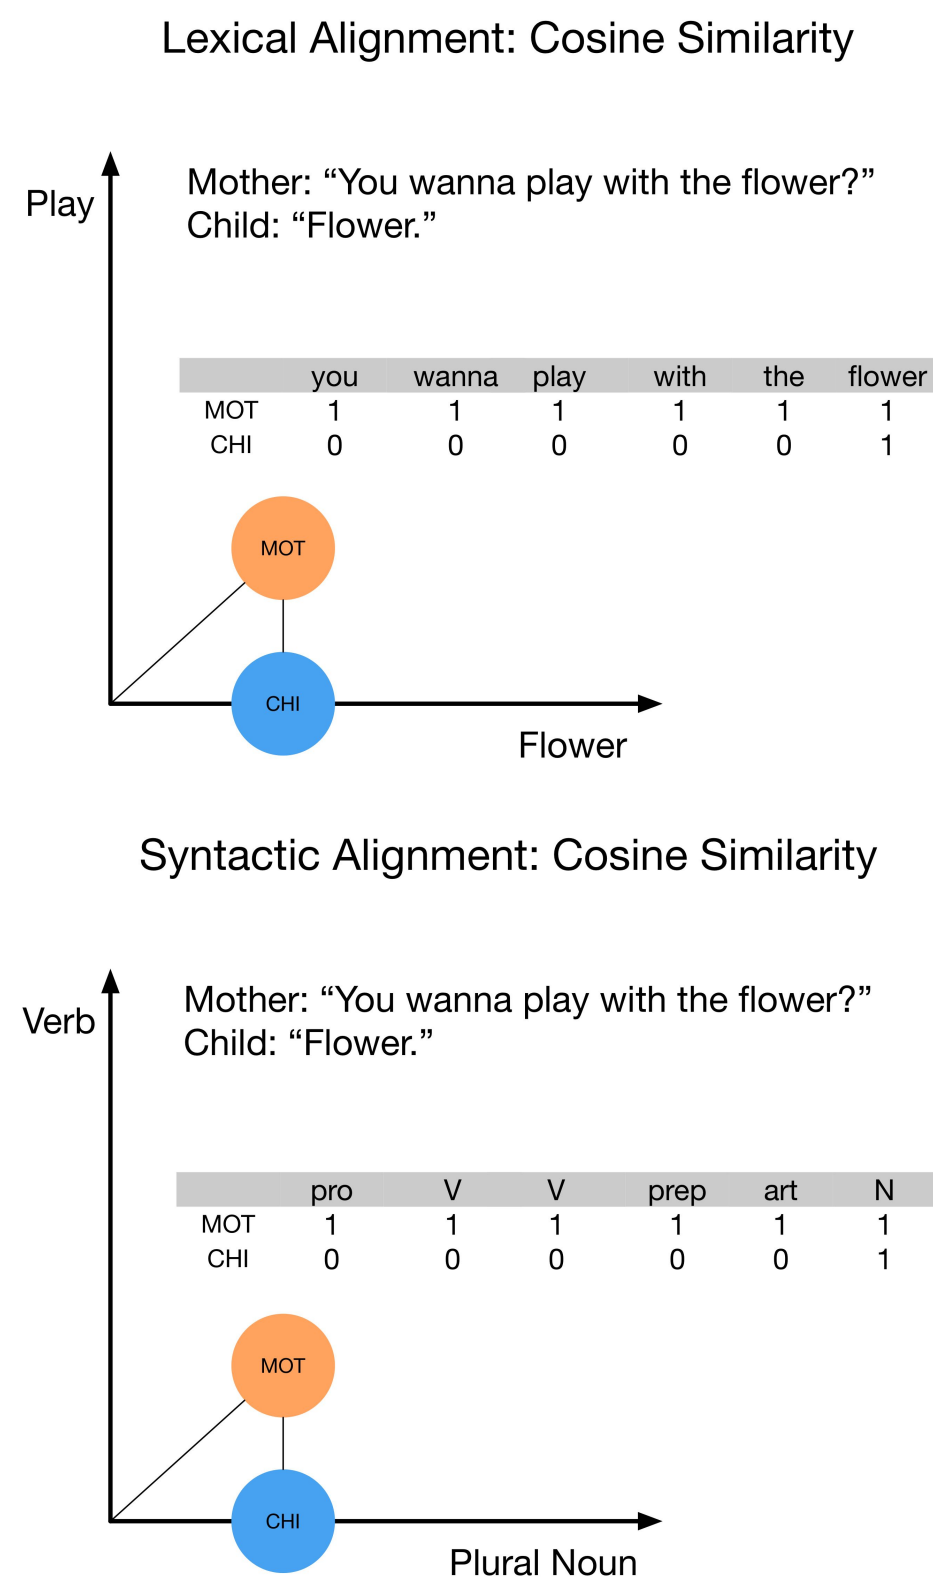 Lexical Alignment: Cosine Similarity
Mother: “You wanna play with the flower?”
Play
Child: “Flower.”
you wanna play with the flower
MOT 1 1 1 1 1 1
CHI 0 0 0 0 0 1
MOT
CHI
Flower
Syntactic Alignment: Cosine Similarity
Mother: “You wanna play with the flower?”
Verb
Child: “Flower.”
pro V V prep art N
MOT 1 1 1 1 1 1
CHI 0 0 0 0 0 1
MOT
CHI
Plural Noun